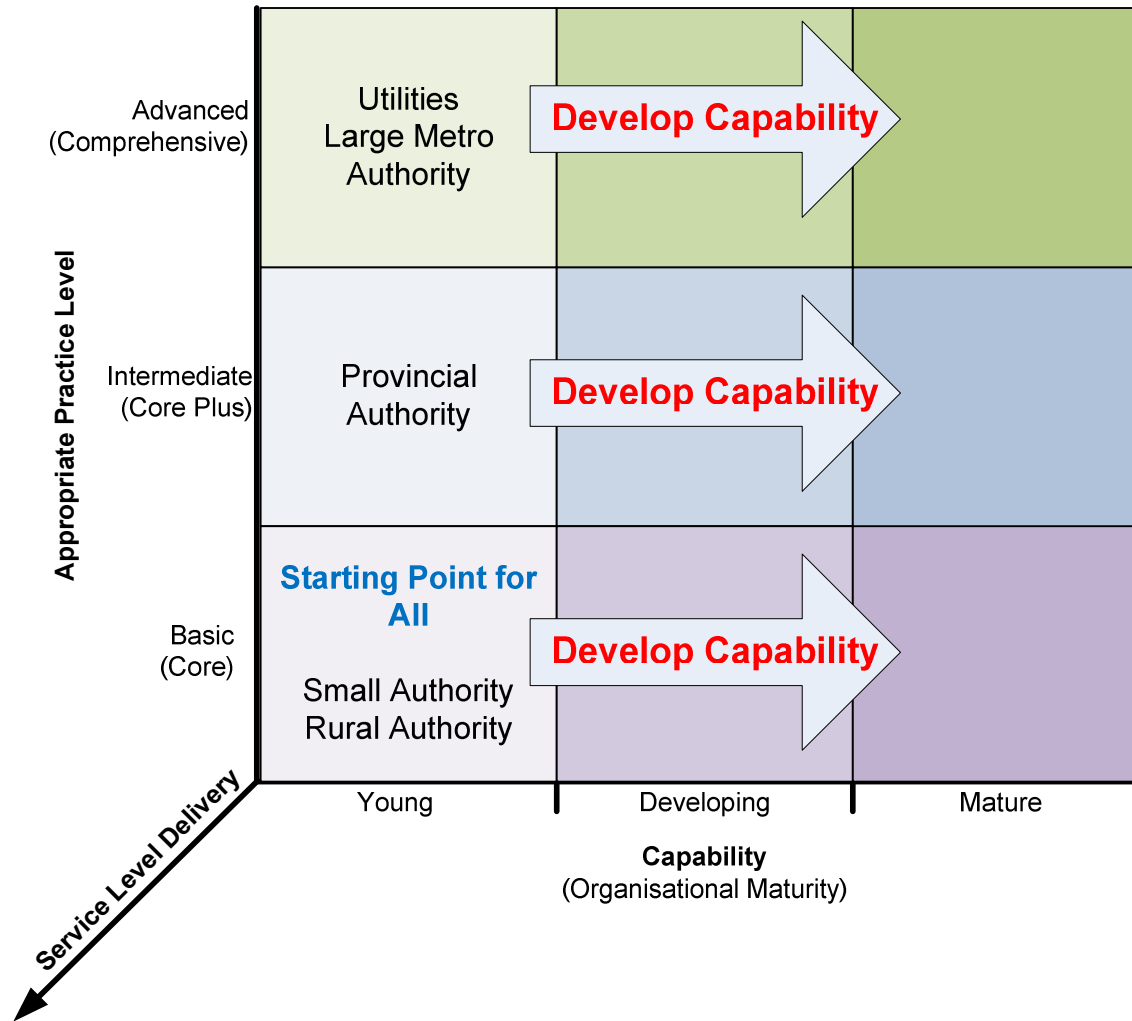 Advanced
(Comprehensive)
Utilities
Large Metro
Authority
Develop Capability
Appropriate Practice Level
Intermediate
(Core Plus)
Provincial
Authority
Develop Capability
Basic
(Core)
Starting Point for
All
Small Authority
Rural Authority
Develop Capability
Service Level Delivery
Young
Developing
Mature
Capability
(Organisational Maturity)